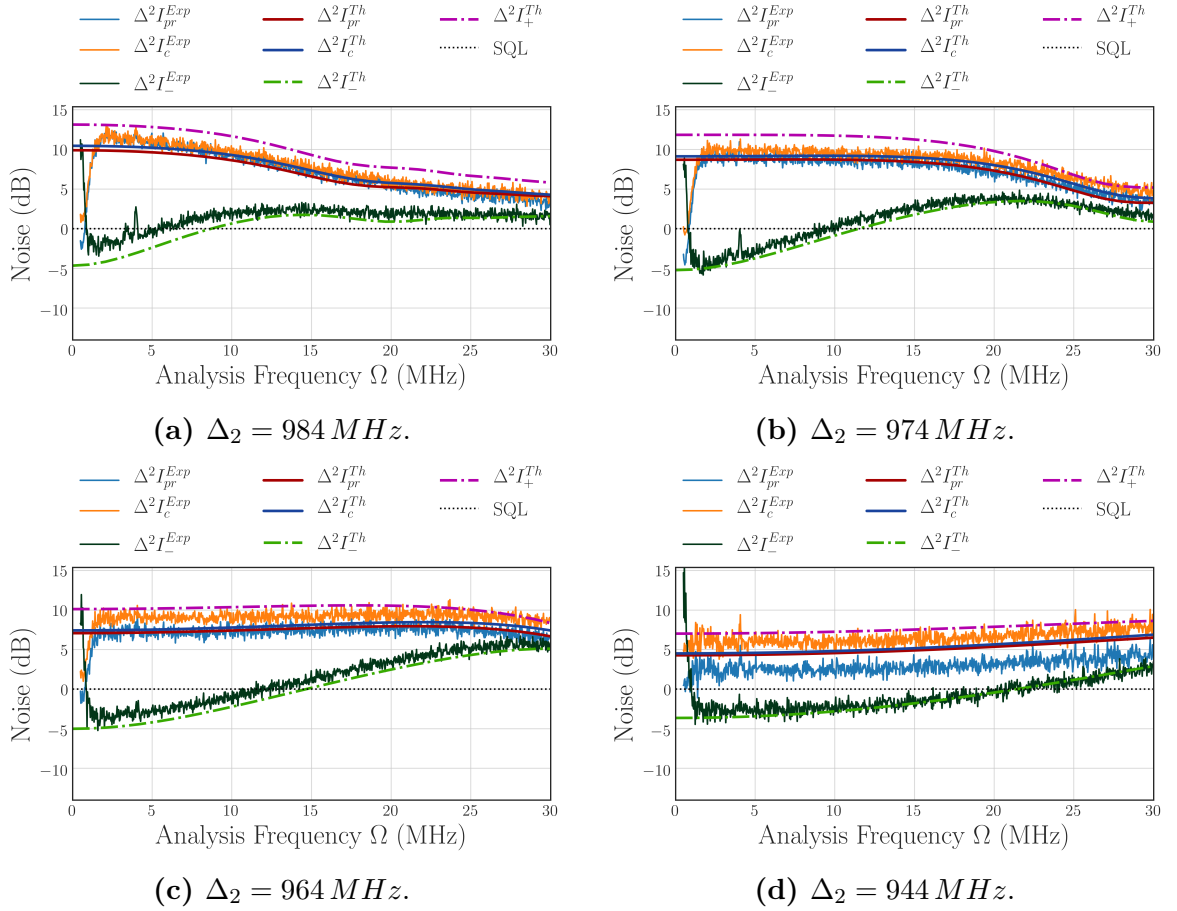 Δ²I_pr^Exp Δ²I_pr^Th Δ²I_+^Th
Δ²I_c^Exp Δ²I_c^Th SQL
Δ²I_-^Exp Δ²I_-^Th
Noise (dB)
15
10
5
0
−5
−10
0 5 10 15 20 25 30
Analysis Frequency Ω (MHz)
(a) Δ₂ = 984 MHz.
Δ²I_pr^Exp Δ²I_pr^Th Δ²I_+^Th
Δ²I_c^Exp Δ²I_c^Th SQL
Δ²I_-^Exp Δ²I_-^Th
Noise (dB)
15
10
5
0
−5
−10
0 5 10 15 20 25 30
Analysis Frequency Ω (MHz)
(b) Δ₂ = 974 MHz.
Δ²I_pr^Exp Δ²I_pr^Th Δ²I_+^Th
Δ²I_c^Exp Δ²I_c^Th SQL
Δ²I_-^Exp Δ²I_-^Th
Noise (dB)
15
10
5
0
−5
−10
0 5 10 15 20 25 30
Analysis Frequency Ω (MHz)
(c) Δ₂ = 964 MHz.
Δ²I_pr^Exp Δ²I_pr^Th Δ²I_+^Th
Δ²I_c^Exp Δ²I_c^Th SQL
Δ²I_-^Exp Δ²I_-^Th
Noise (dB)
15
10
5
0
−5
−10
0 5 10 15 20 25 30
Analysis Frequency Ω (MHz)
(d) Δ₂ = 944 MHz.